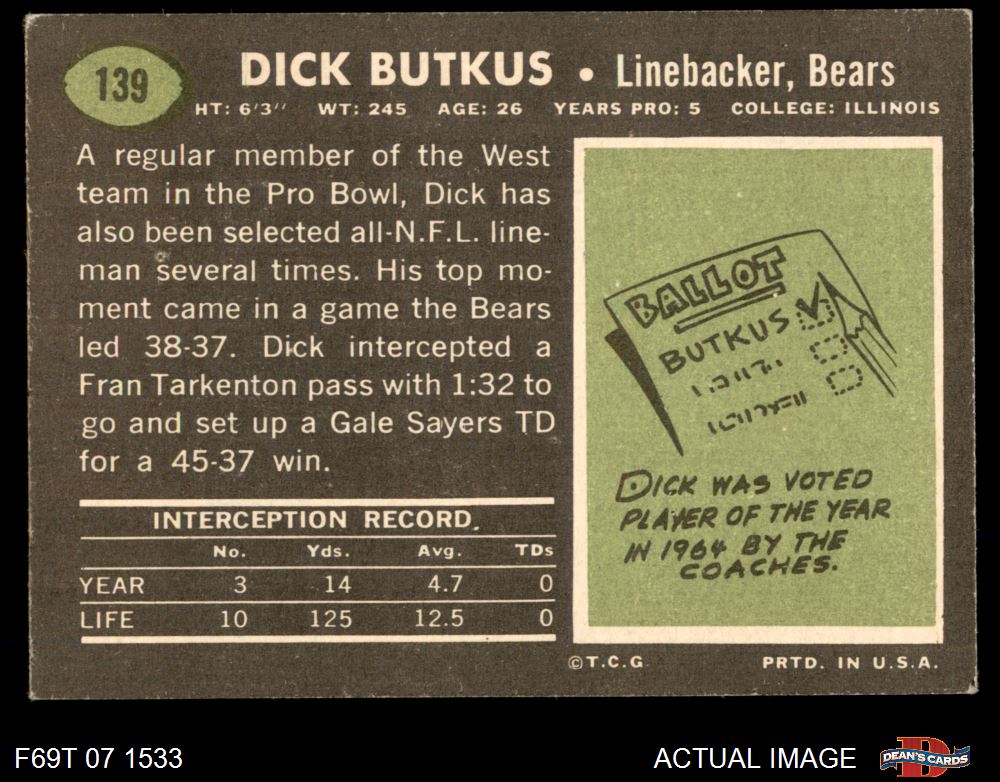 139
DICK BUTKUS • Linebacker, Bears
HT: 6'3" WT: 245 AGE: 26 YEARS PRO: 5 COLLEGE: ILLINOIS
A regular member of the West
team in the Pro Bowl, Dick has
also been selected all-N.F.L. line-
man several times. His top mo-
ment came in a game the Bears
led 38-37. Dick intercepted a
Fran Tarkenton pass with 1:32 to
go and set up a Gale Sayers TD
for a 45-37 win.
INTERCEPTION RECORD.
No. Yds. Avg. TDs
YEAR 3 14 4.7 0
LIFE 10 125 12.5 0
BALLOT
BUTKUS
DICK WAS VOTED
PLAYER OF THE YEAR
IN 1964 BY THE
COACHES.
©T.C.G. PRTD. IN U.S.A.
F69T 07 1533
ACTUAL IMAGE
DEAN'S CARDS